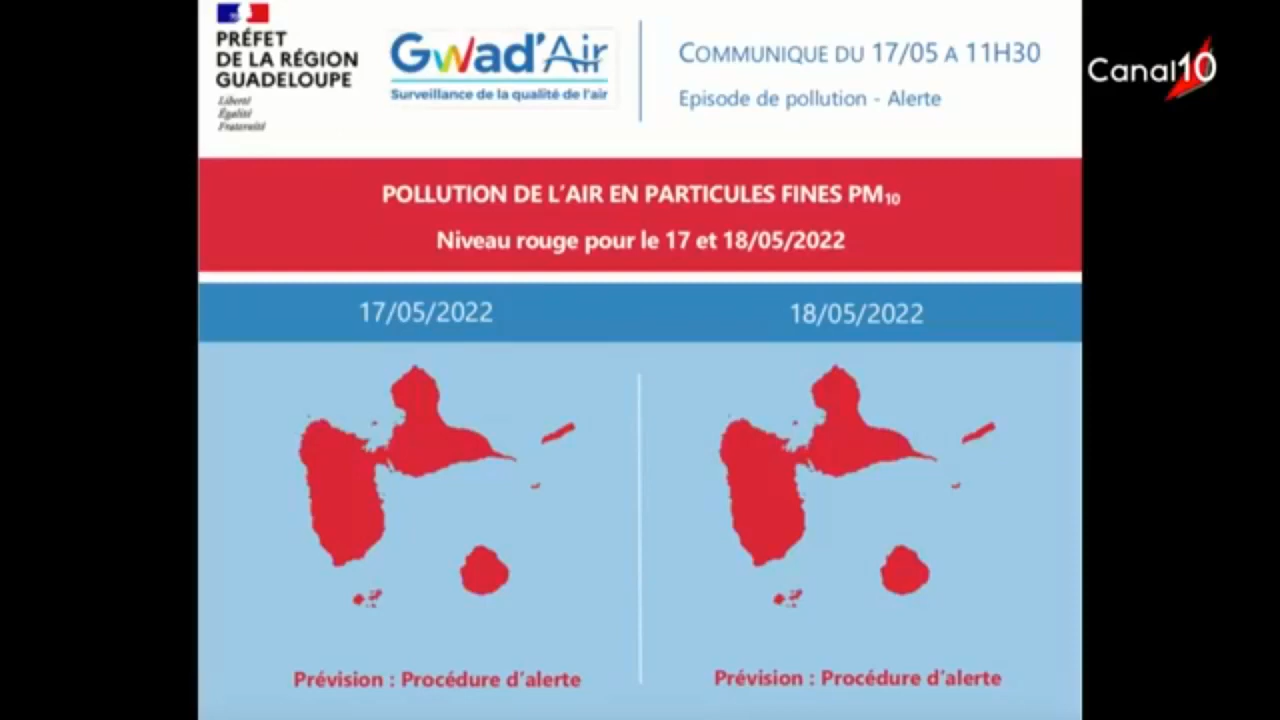 PRÉFET
DE LA RÉGION
GUADELOUPE
Liberté
Égalité
Fraternité
Gwad'Air
Surveillance de la qualité de l'air
COMMUNIQUE DU 17/05 A 11H30
Episode de pollution - Alerte
Canal10
POLLUTION DE L'AIR EN PARTICULES FINES PM10
Niveau rouge pour le 17 et 18/05/2022
17/05/2022
18/05/2022
Prévision : Procédure d'alerte
Prévision : Procédure d'alerte